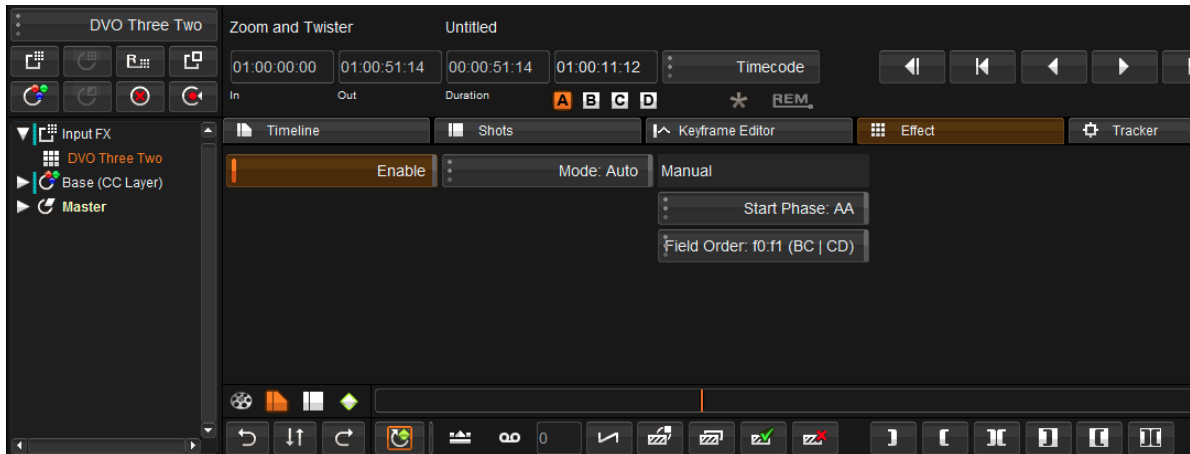 DVO Three Two
Zoom and Twister
Untitled
R
01:00:00:00
01:00:51:14
00:00:51:14
01:00:11:12
Timecode
In
Out
Duration
A B C D
REM
Timeline
Shots
Keyframe Editor
Effect
Tracker
Input FX
DVO Three Two
Base (CC Layer)
Master
Enable
Mode: Auto
Manual
Start Phase: AA
Field Order: f0:f1 (BC | CD)
0